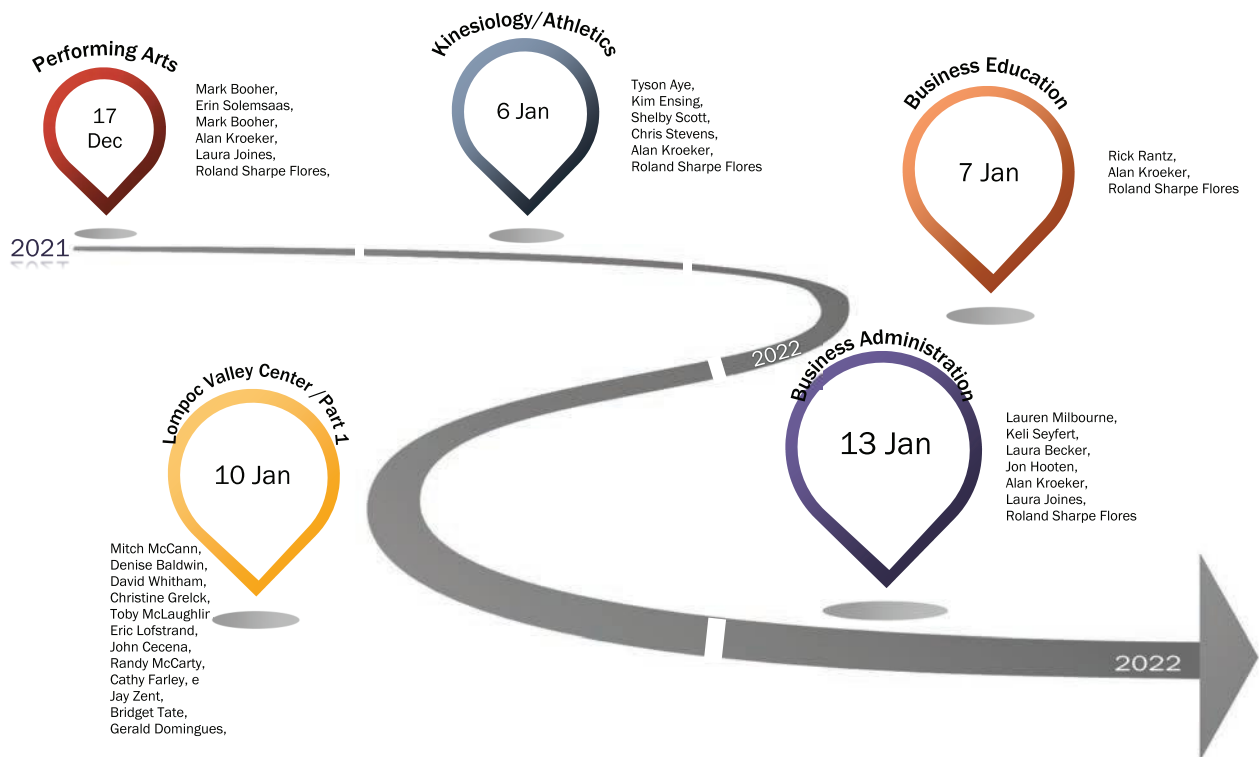 Performing Arts
17
Dec
Mark Booher,
Erin Solemsaas,
Mark Booher,
Alan Kroeker,
Laura Joines,
Roland Sharpe Flores,
Kinesiology/Athletics
6 Jan
Tyson Aye,
Kim Ensing,
Shelby Scott,
Chris Stevens,
Alan Kroeker,
Roland Sharpe Flores
Business Education
7 Jan
Rick Rantz,
Alan Kroeker,
Roland Sharpe Flores
2021
2022
Lompoc Valley Center /Part 1
10 Jan
Mitch McCann,
Denise Baldwin,
David Whitham,
Christine Grelck,
Toby McLaughlin
Eric Lofstrand,
John Cecena,
Randy McCarty,
Cathy Farley, e
Jay Zent,
Bridget Tate,
Gerald Domingues,
Business Administration
13 Jan
Lauren Milbourne,
Keli Seyfert,
Laura Becker,
Jon Hooten,
Alan Kroeker,
Laura Joines,
Roland Sharpe Flores
2022